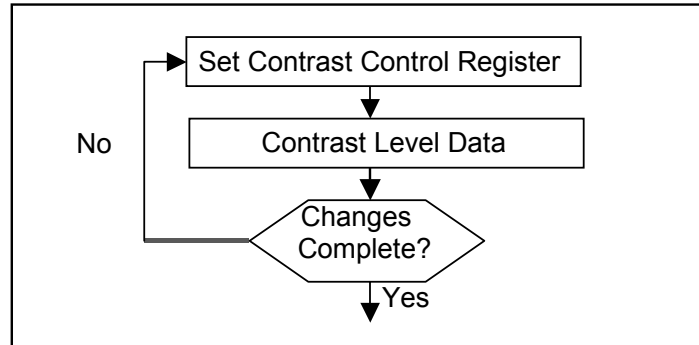 Set Contrast Control Register
No
Contrast Level Data
Changes
Complete?
Yes